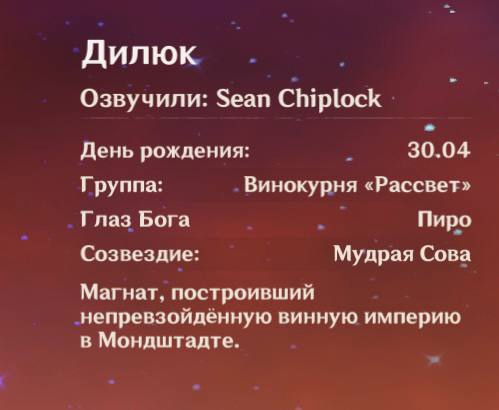 Дилюк
Озвучили: Sean Chiplock
День рождения: 30.04
Группа: Винокурня «Рассвет»
Глаз Бога Пиро
Созвездие: Мудрая Сова
Магнат, построивший
непревзойдённую винную империю
в Мондштадте.